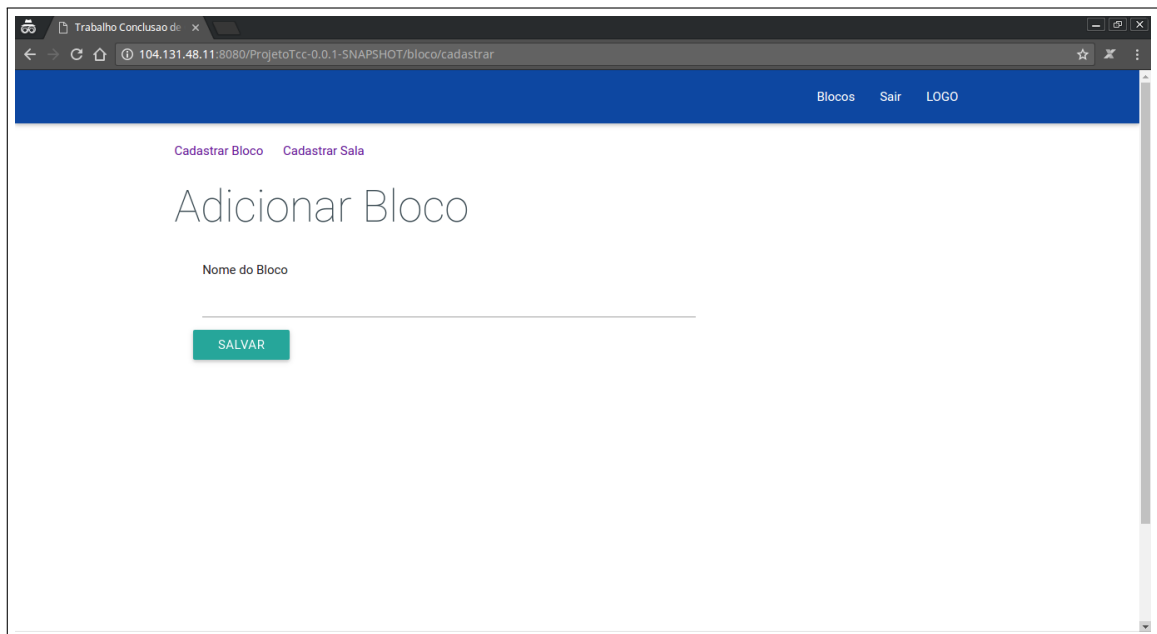 Trabalho Conclusao de
104.131.48.11:8080/ProjetoTcc-0.0.1-SNAPSHOT/bloco/cadastrar
Blocos Sair LOGO
Cadastrar Bloco Cadastrar Sala
Adicionar Bloco
Nome do Bloco
SALVAR